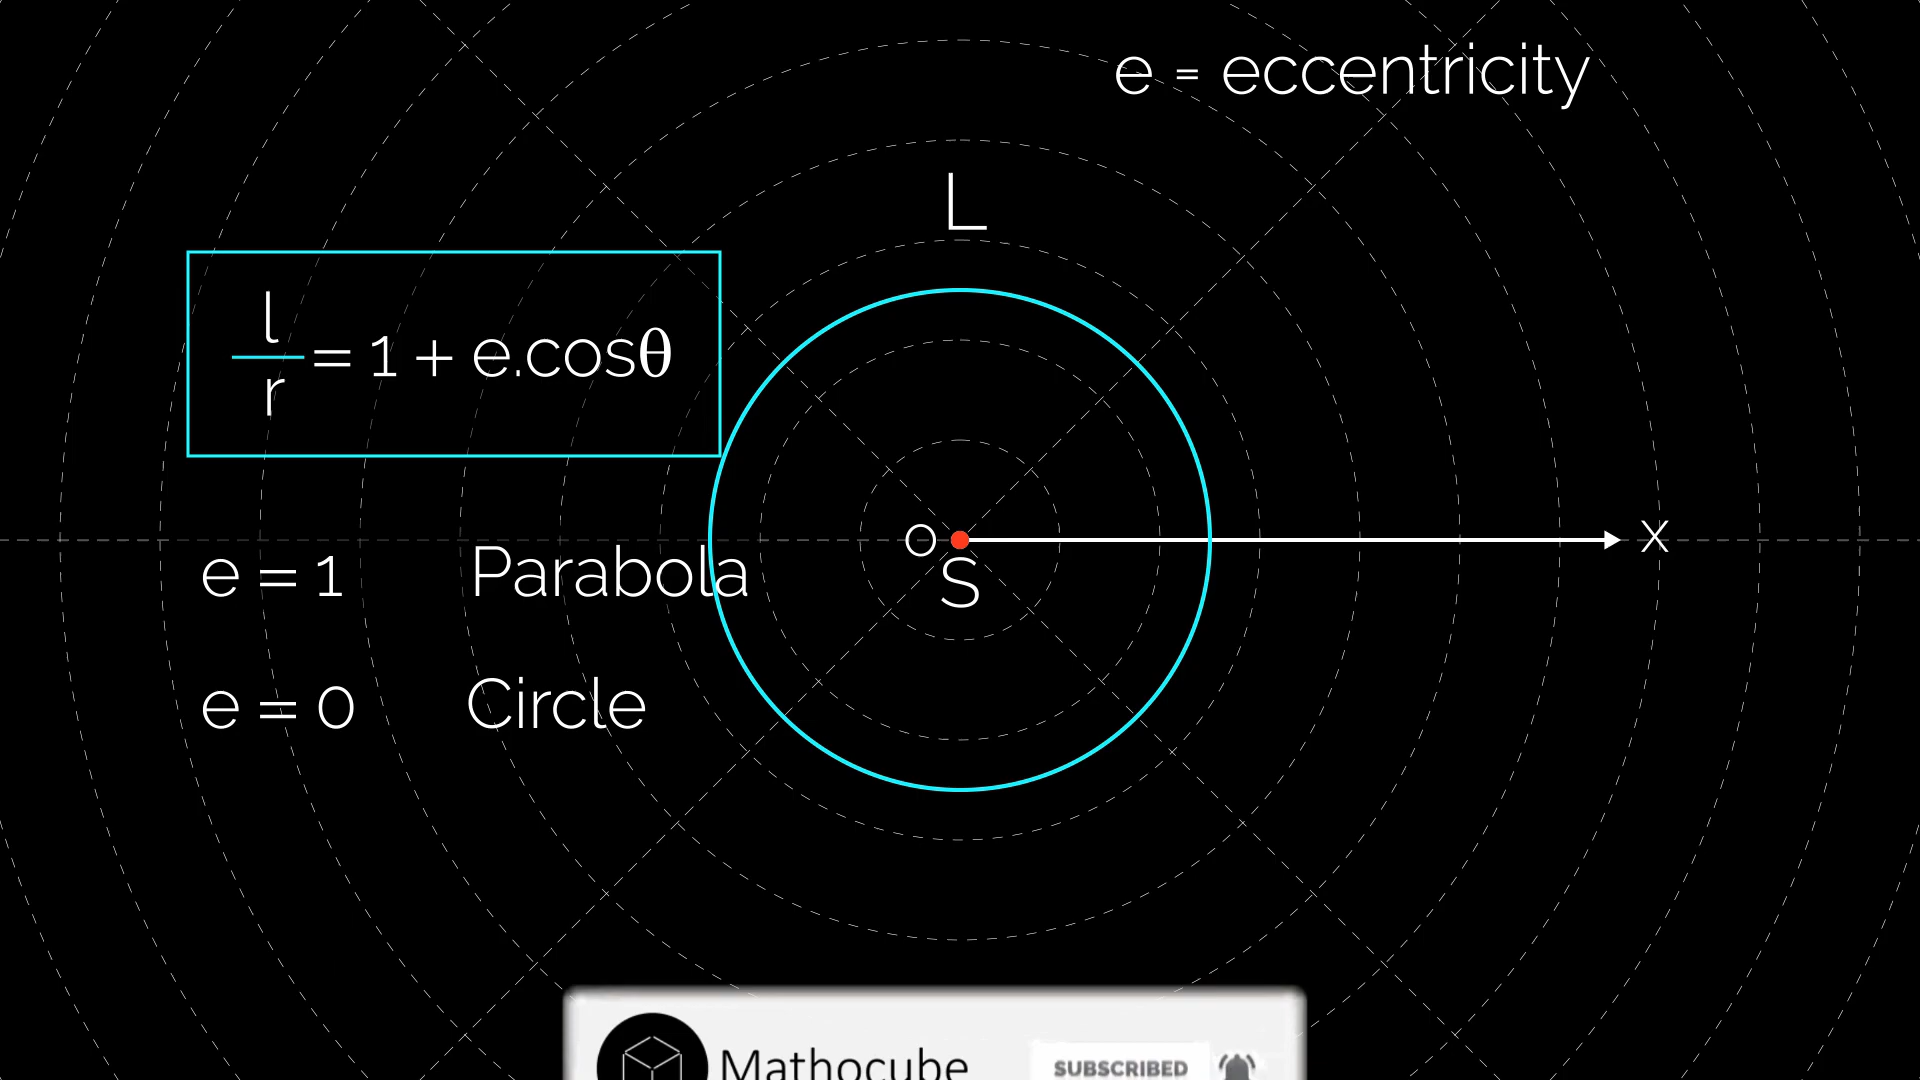 e = eccentricity
L
l
r
= 1 + e.cosθ
O
X
S
e = 1 Parabola
e = 0 Circle
Mathocube
SUBSCRIBED